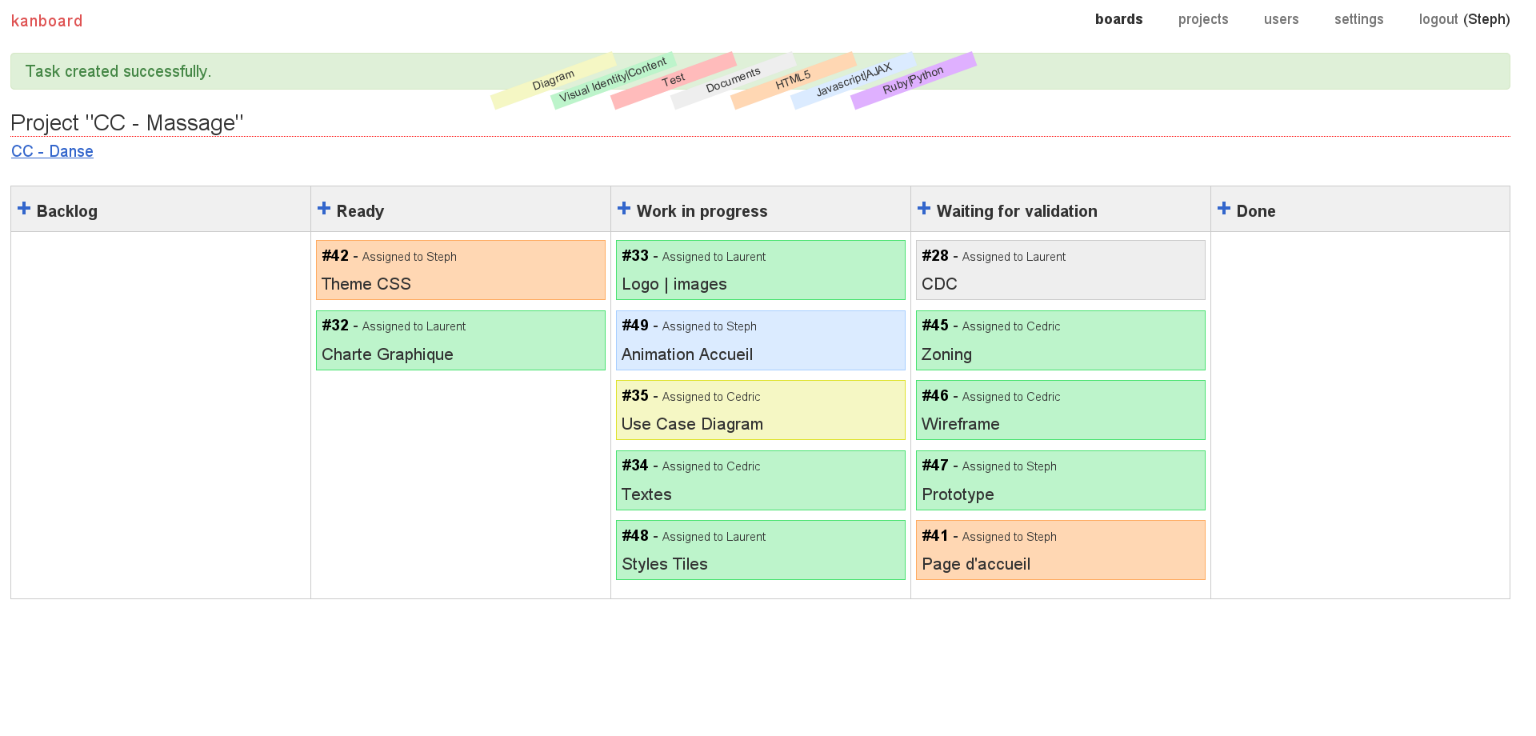 kanboard
boards projects users settings logout (Steph)
Task created successfully.
Diagram
Visual Identity|Content
Test
Documents
HTML5
Javascript/AJAX
Ruby|Python
Project "CC - Massage"
CC - Danse
+ Backlog
+ Ready
+ Work in progress
+ Waiting for validation
+ Done
#42 - Assigned to Steph
Theme CSS
#32 - Assigned to Laurent
Charte Graphique
#33 - Assigned to Laurent
Logo | images
#49 - Assigned to Steph
Animation Accueil
#35 - Assigned to Cedric
Use Case Diagram
#34 - Assigned to Cedric
Textes
#48 - Assigned to Laurent
Styles Tiles
#28 - Assigned to Laurent
CDC
#45 - Assigned to Cedric
Zoning
#46 - Assigned to Cedric
Wireframe
#47 - Assigned to Steph
Prototype
#41 - Assigned to Steph
Page d'accueil